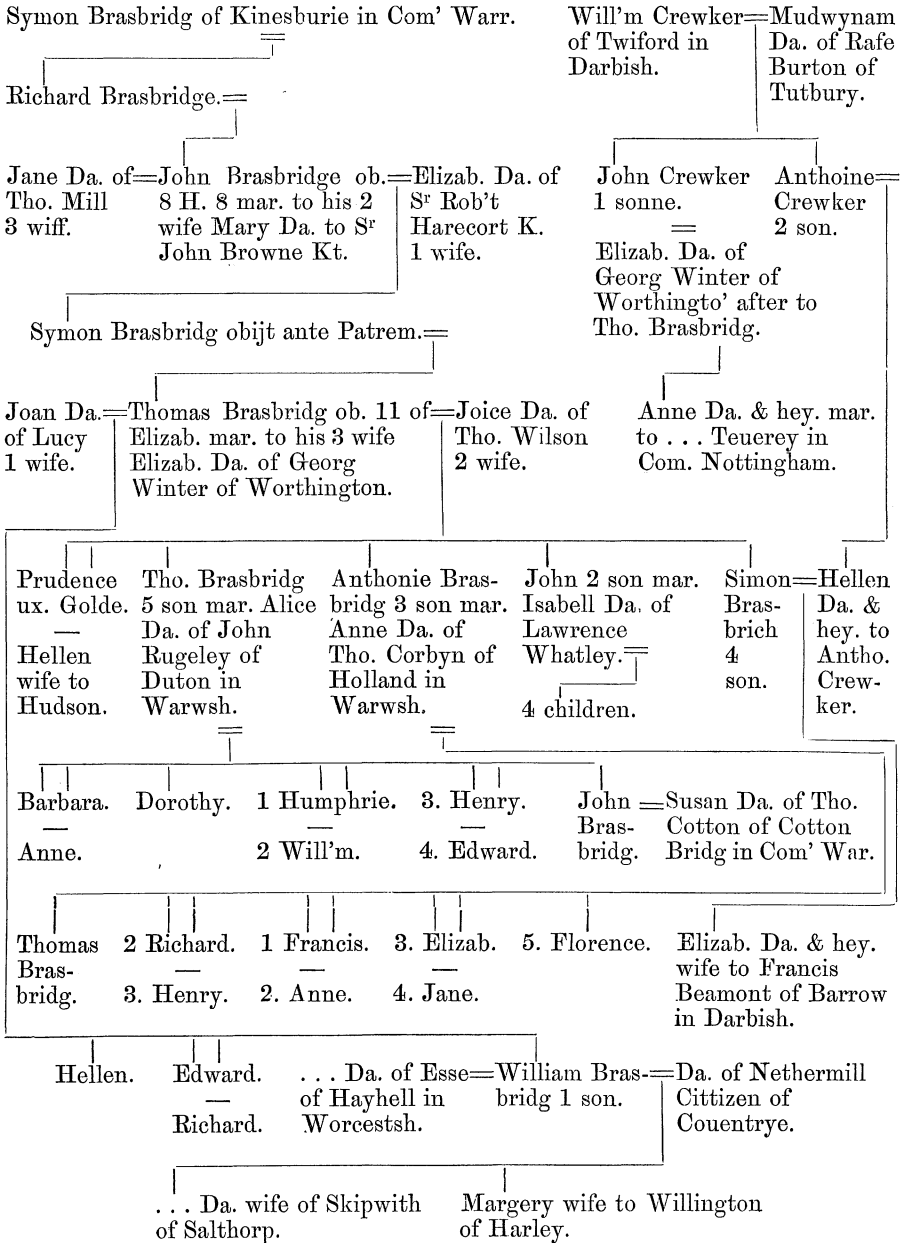 Symon Brasbridg of Kinesburie in Com' Warr.
Will'm Crewker=Mudwynam
of Twiford in Da. of Rafe
Darbish. Burton of
Tutbury.
Richard Brasbridge.=
Jane Da. of=John Brasbridge ob.=Elizab. Da. of
Tho. Mill 8 H. 8 mar. to his 2 Sr Rob't
3 wiff. wife Mary Da. to Sr Harecort K.
John Browne Kt. 1 wife.
John Crewker Anthoine=
1 sonne. Crewker
= 2 son.
Elizab. Da. of
Georg Winter of
Worthingto' after to
Tho. Brasbridg.
Symon Brasbridg obijt ante Patrem.=
Joan Da.=Thomas Brasbridg ob. 11 of=Joice Da. of
of Lucy Elizab. mar. to his 3 wife Tho. Wilson
1 wife. Elizab. Da. of Georg 2 wife.
Winter of Worthington.
Anne Da. & hey. mar.
to . . . Teuerey in
Com. Nottingham.
Prudence
ux. Golde.
—
Hellen
wife to
Hudson.
Tho. Brasbridg
5 son mar. Alice
Da. of John
Rugeley of
Duton in
Warwsh.
Anthonie Bras-
bridg 3 son mar.
Anne Da. of
Tho. Corbyn of
Holland in
Warwsh.
John 2 son mar.
Isabell Da. of
Lawrence
Whatley.=
4 children.
Simon=Hellen
Bras- Da. &
brich hey. to
4 Antho.
son. Crew-
ker.
Barbara. Dorothy. 1 Humphrie. 3. Henry.
— — —
Anne. 2 Will'm. 4. Edward.
John =Susan Da. of Tho.
Bras- Cotton of Cotton
bridg. Bridg in Com' War.
Thomas
Bras-
bridg.
2 Richard. 1 Francis. 3. Elizab. 5. Florence.
— — —
3. Henry. 2. Anne. 4. Jane.
Elizab. Da. & hey.
wife to Francis
Beamont of Barrow
in Darbish.
Hellen. Edward.
—
Richard.
. . . Da. of Esse=William Bras-=Da. of Nethermill
of Hayhell in bridg 1 son. Cittizen of
Worcestsh. Couentrye.
. . . Da. wife of Skipwith
of Salthorp.
Margery wife to Willington
of Harley.